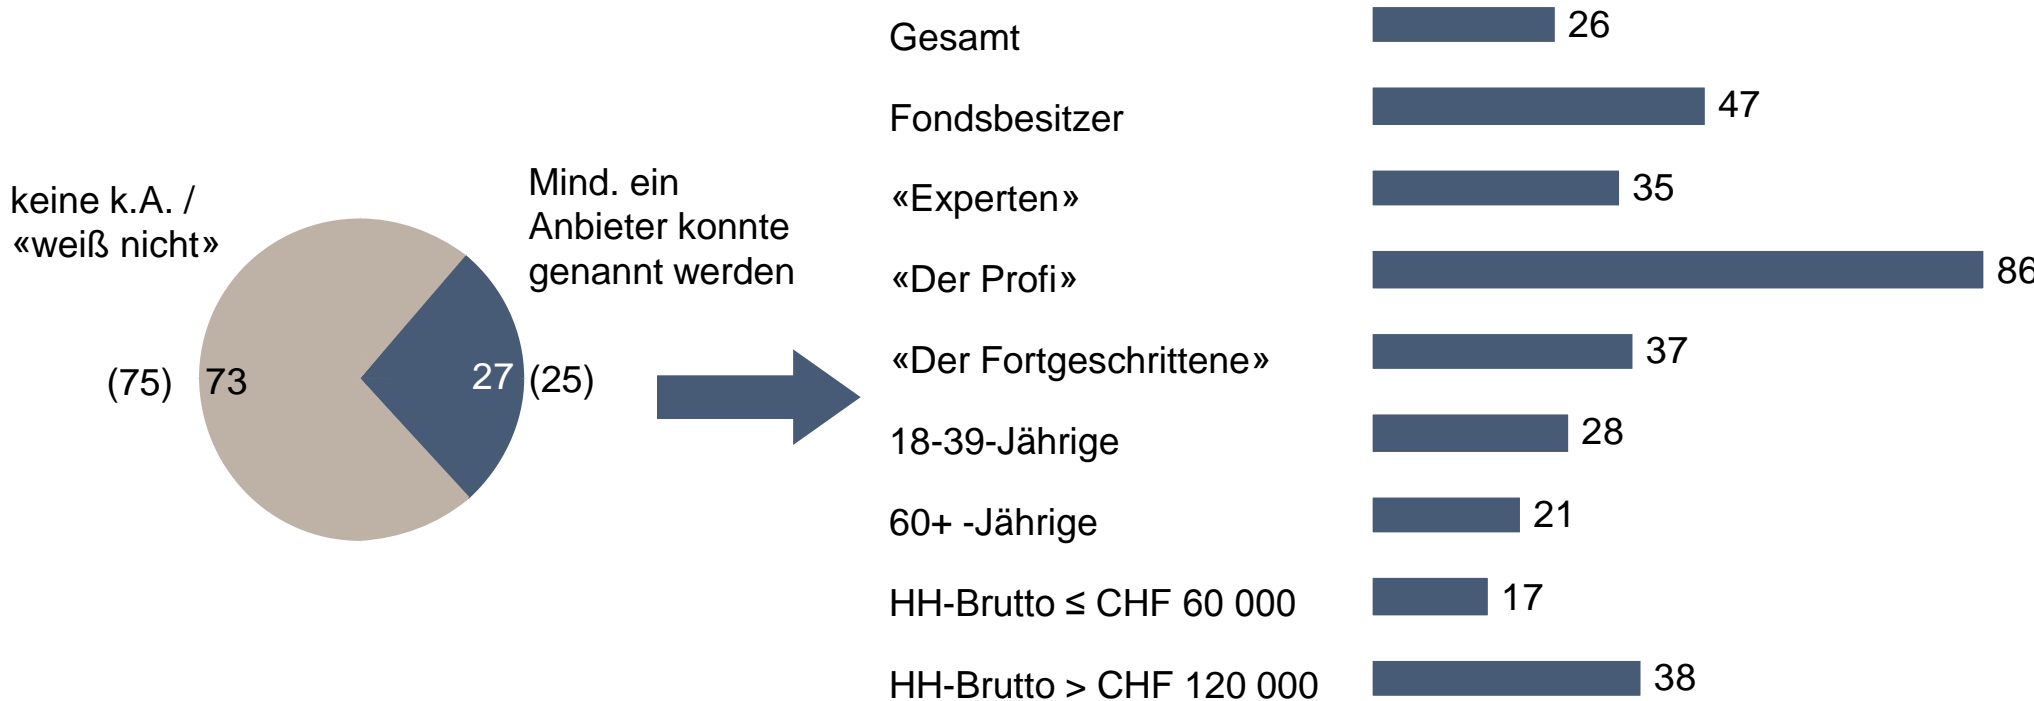 keine k.A. /
«weiß nicht»
Mind. ein
Anbieter konnte
genannt werden
(75) 73 27 (25)
Gesamt 26
Fondsbesitzer 47
«Experten» 35
«Der Profi» 86
«Der Fortgeschrittene» 37
18-39-Jährige 28
60+ -Jährige 21
HH-Brutto ≤ CHF 60 000 17
HH-Brutto > CHF 120 000 38